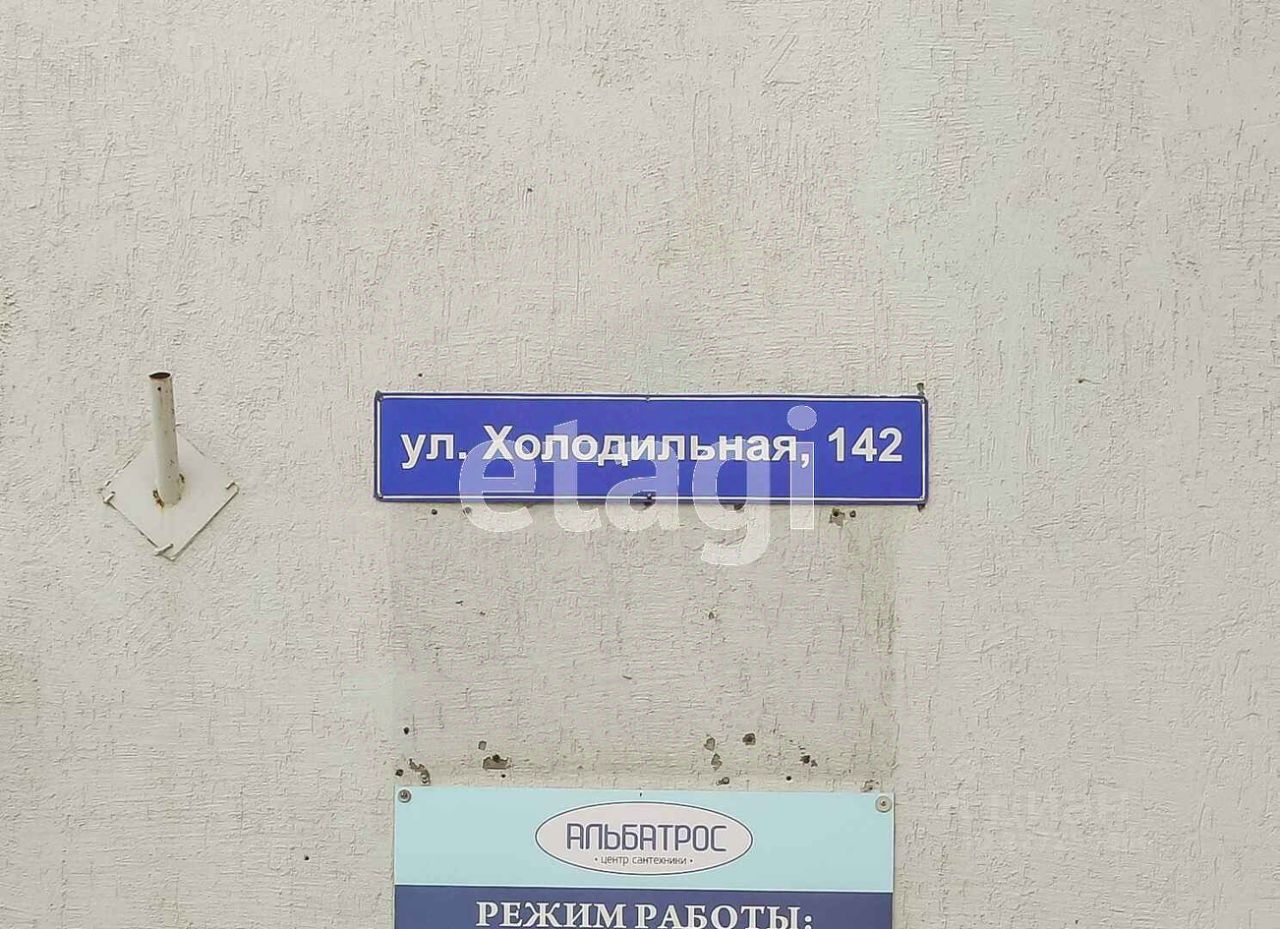 ул. Холодильная, 142
etagi
АЛЬБАТРОС
• центр сантехники •
РЕЖИМ РАБОТЫ: